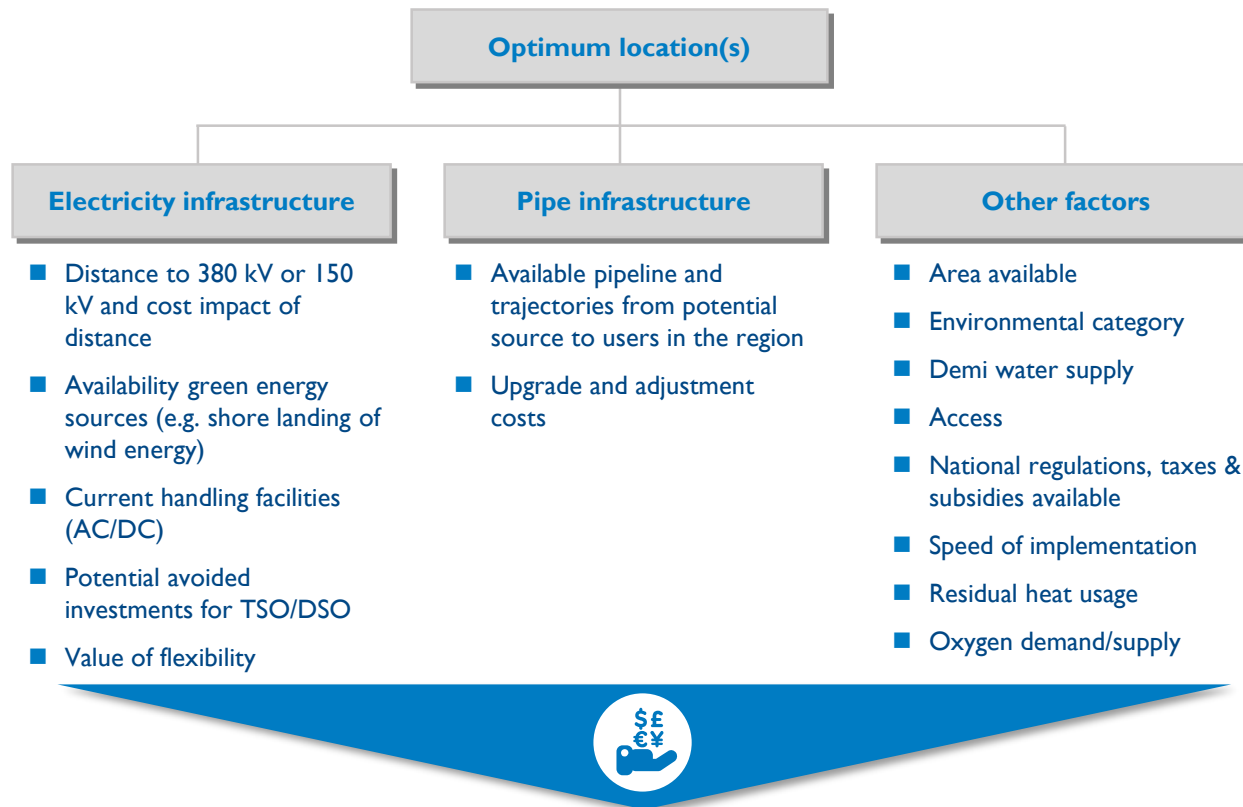 Optimum location(s)
Electricity infrastructure
■ Distance to 380 kV or 150
kV and cost impact of
distance
■ Availability green energy
sources (e.g. shore landing of
wind energy)
■ Current handling facilities
(AC/DC)
■ Potential avoided
investments for TSO/DSO
■ Value of flexibility
Pipe infrastructure
■ Available pipeline and
trajectories from potential
source to users in the region
■ Upgrade and adjustment
costs
Other factors
■ Area available
■ Environmental category
■ Demi water supply
■ Access
■ National regulations, taxes &
subsidies available
■ Speed of implementation
■ Residual heat usage
■ Oxygen demand/supply
$£
€¥